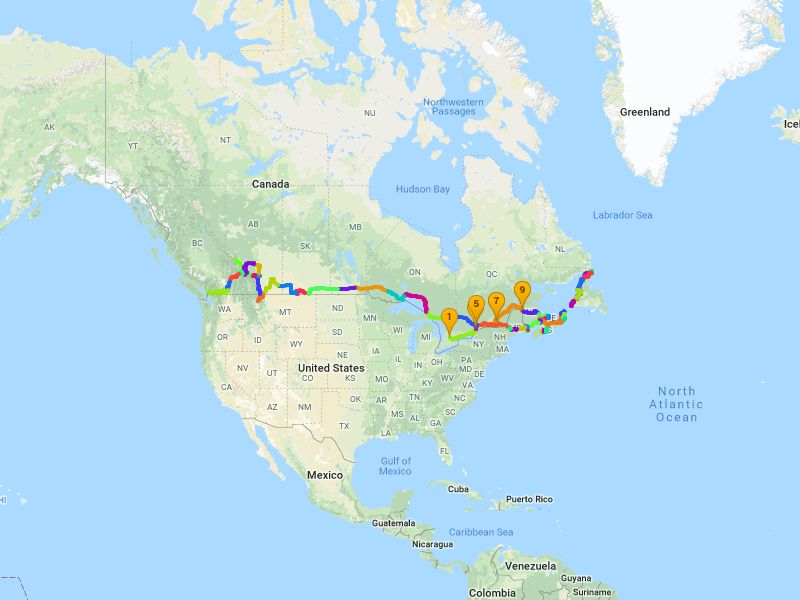 Northwestern
Passages
Greenland
Icel
NU
AK
YT
NT
Canada
Hudson Bay
Labrador Sea
AB
BC
SK
MB
ON
QC
NL
9
5
7
1
PE
WA
MT
ND
MN
WI
MI
NH
NY
MA
OR
ID
SD
WY
NE
IA
IL
IN
OH
PA
MD
DE
NV
UT
CO
United States
KS
MO
KY
WV
VA
CA
AZ
NM
OK
AR
TN
NC
MS
AL
SC
GA
TX
LA
FL
North
Atlantic
Ocean
Gulf of
Mexico
Mexico
Cuba
Puerto Rico
HI
Guatemala
Caribbean Sea
Nicaragua
Venezuela
Guyana
Colombia
Suriname